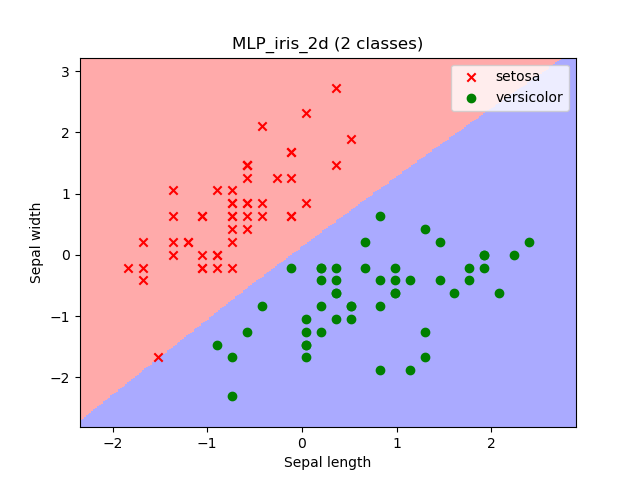 MLP_iris_2d (2 classes)
setosa
versicolor
3
2
1
0
−1
−2
Sepal width
−2
−1
0
1
2
Sepal length